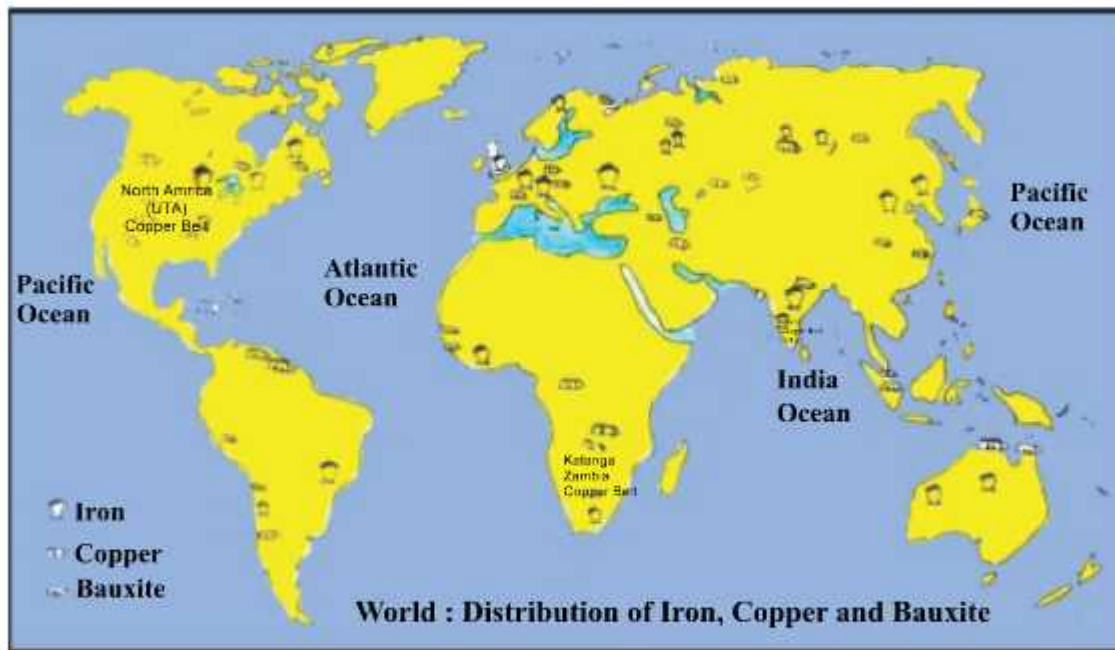 North Amrica
(UTA)
Copper Belt
Pacific
Ocean
Atlantic
Ocean
Pacific
Ocean
India
Ocean
Katanga
Zambia
Copper Belt
Iron
Copper
Bauxite
World : Distribution of Iron, Copper and Bauxite